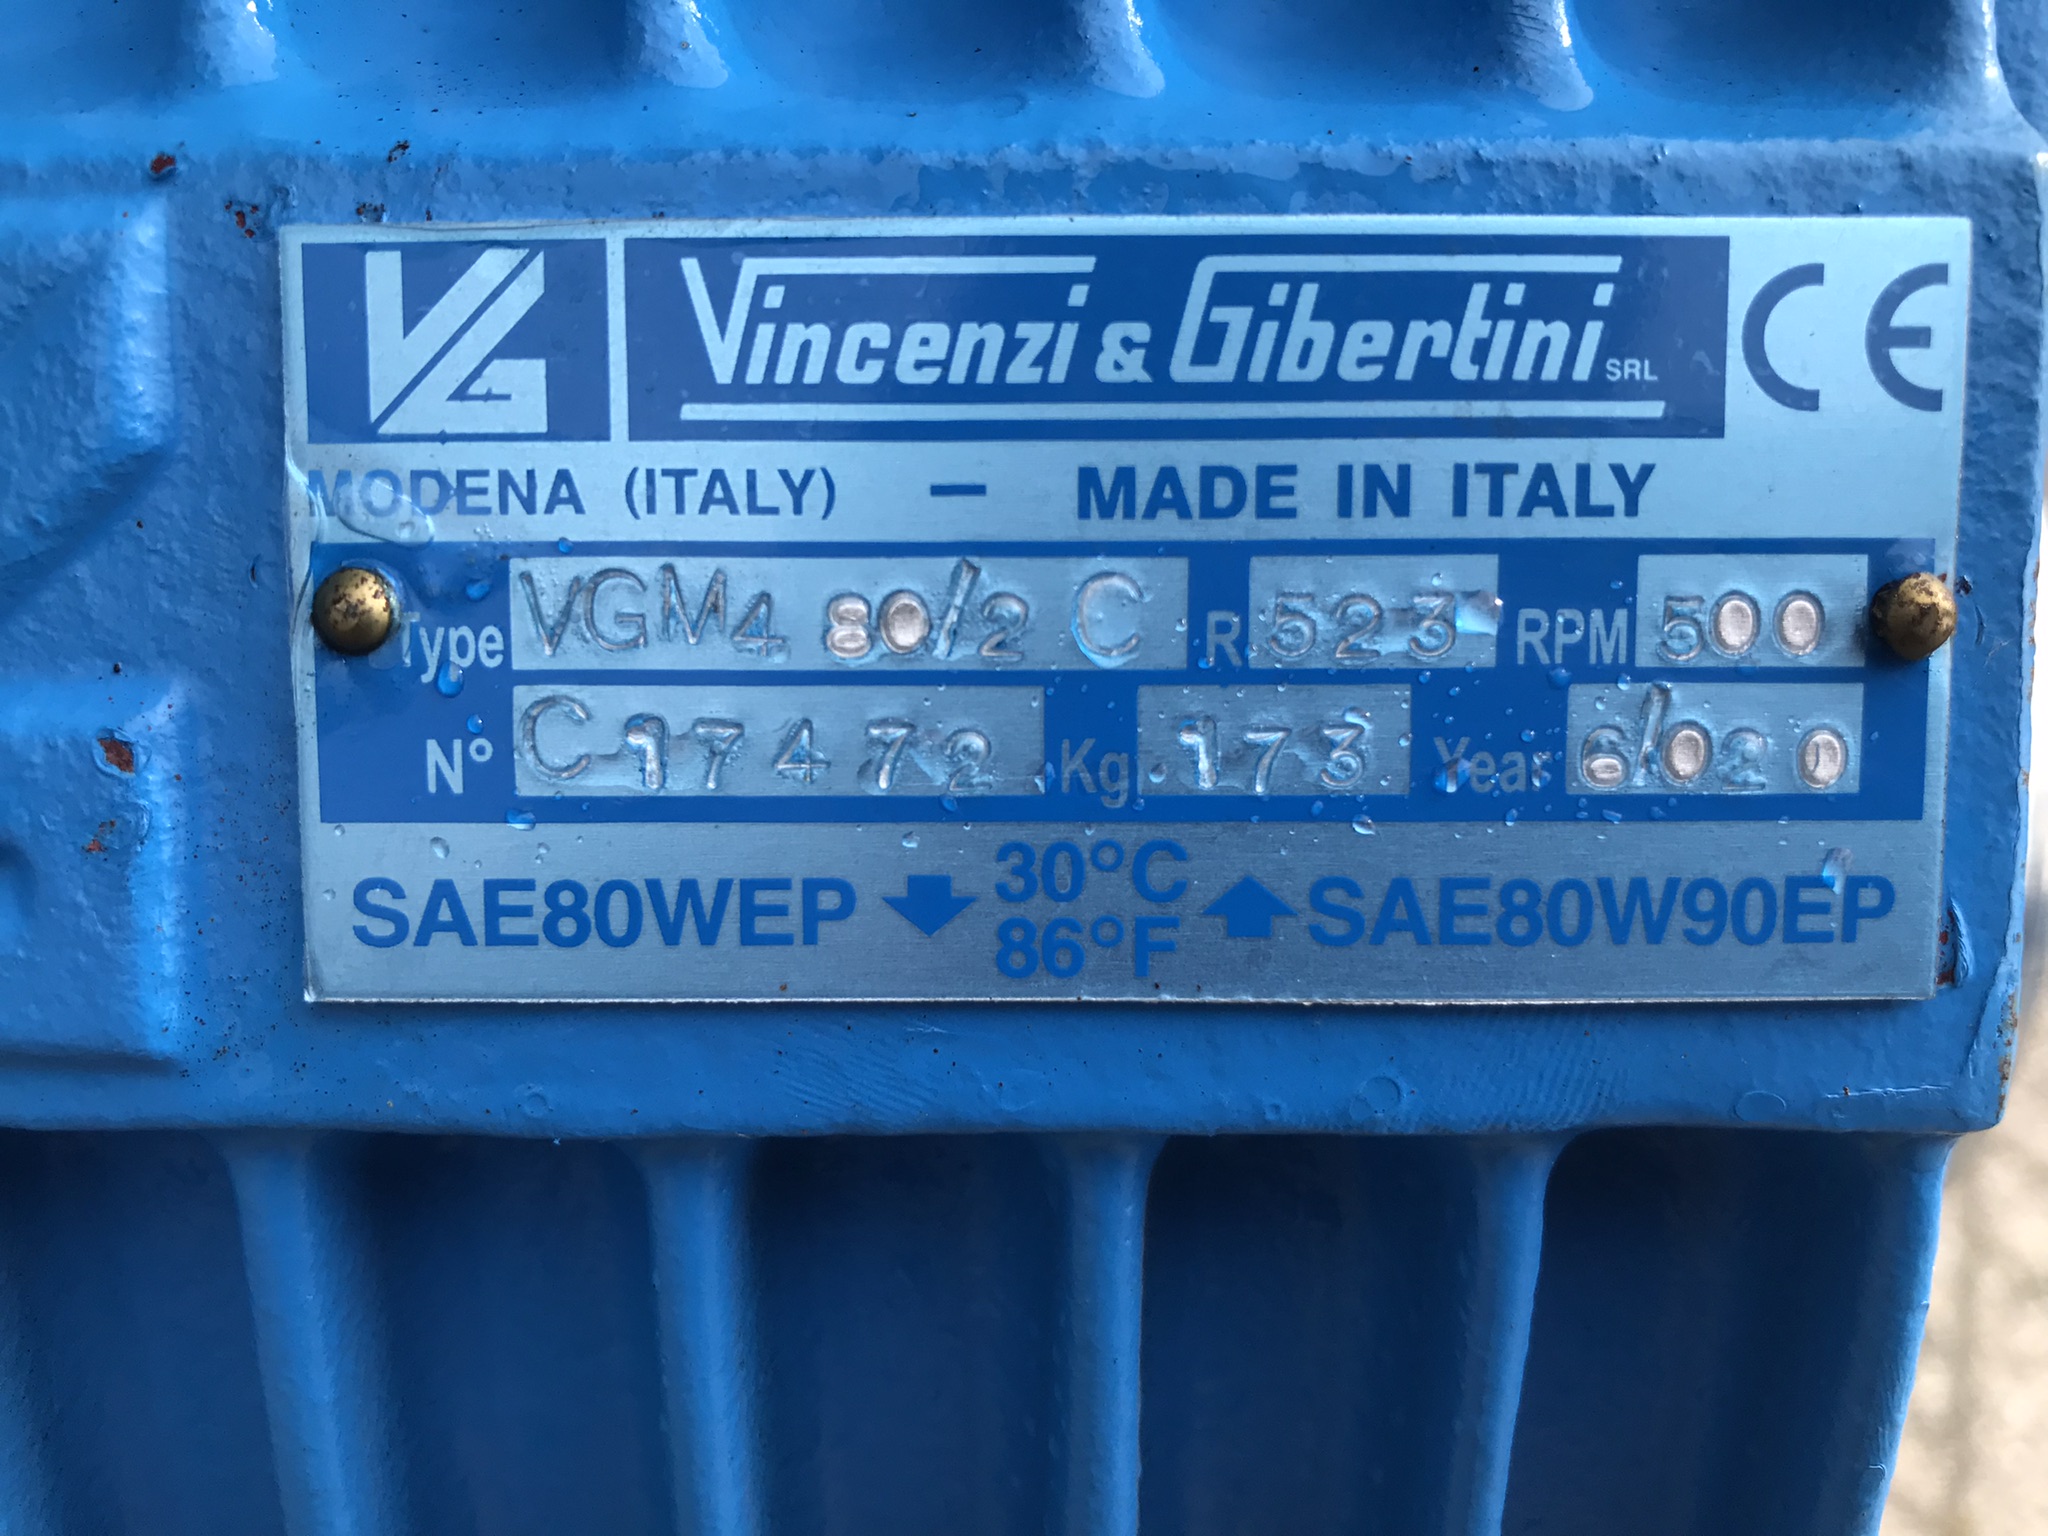 VG Vincenzi & Gibertini SRL CE
MODENA (ITALY) – MADE IN ITALY
Type VGM4 80/2 C R. 523 RPM 500
N° C17472 Kg. 173 Year 6/020
SAE80WEP 30°C SAE80W90EP
86°F